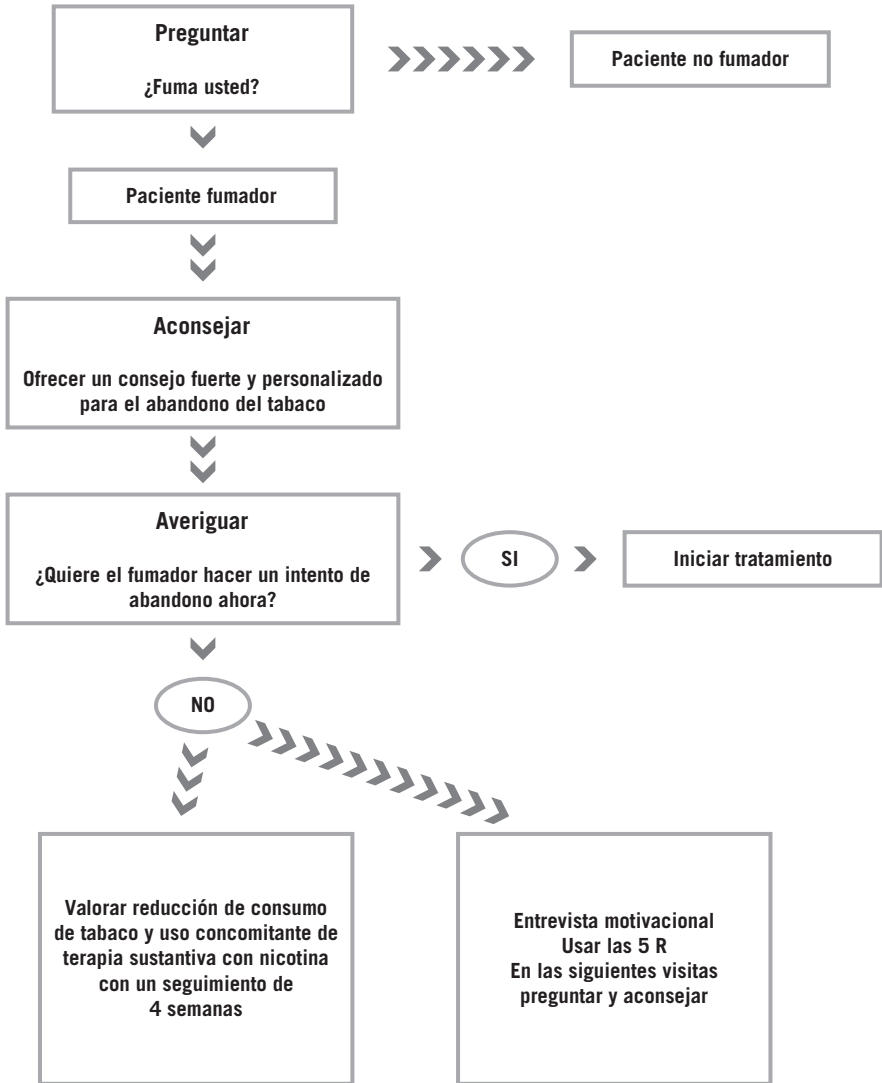 Preguntar
¿Fuma usted?
Paciente no fumador
Paciente fumador
Aconsejar
Ofrecer un consejo fuerte y personalizado
para el abandono del tabaco
Averiguar
¿Quiere el fumador hacer un intento de
abandono ahora?
SI
Iniciar tratamiento
NO
Valorar reducción de consumo
de tabaco y uso concomitante de
terapia sustantiva con nicotina
con un seguimiento de
4 semanas
Entrevista motivacional
Usar las 5 R
En las siguientes visitas
preguntar y aconsejar